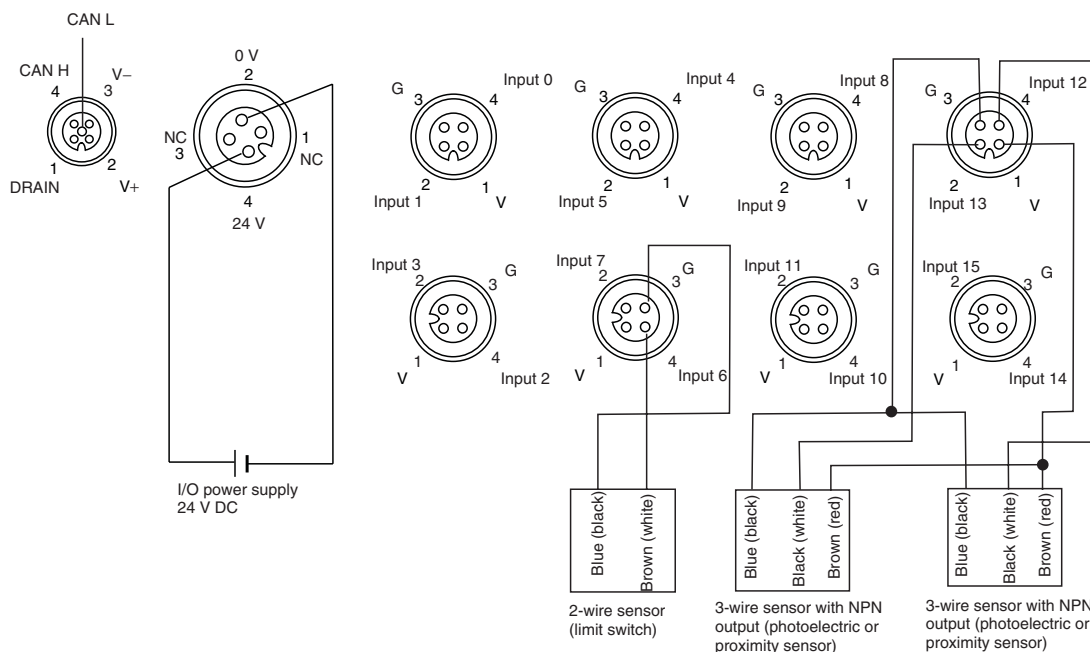 CAN L
CAN H
V−
4
3
1
2
DRAIN
V+
0 V
2
NC
3
1
NC
4
24 V
I/O power supply
24 V DC
G
Input 0
3
4
2
1
Input 1
V
G
Input 4
3
4
2
1
Input 5
V
G
Input 8
3
4
2
1
Input 9
V
G
Input 12
3
4
2
1
Input 13
V
Input 3
G
2
3
1
4
V
Input 2
Input 7
G
2
3
1
4
V
Input 6
Input 11
G
2
3
1
4
V
Input 10
Input 15
G
2
3
1
4
V
Input 14
Blue (black)
Brown (white)
2-wire sensor
(limit switch)
Blue (black)
Black (white)
Brown (red)
3-wire sensor with NPN
output (photoelectric or
proximity sensor)
Blue (black)
Black (white)
Brown (red)
3-wire sensor with NPN
output (photoelectric or
proximity sensor)